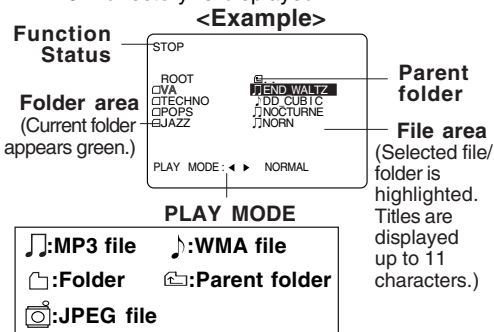 directory displayed
<Example>
Function Status
STOP
ROOT
VA
TECHNO
POPS
JAZZ
END WALTZ
DD CUBIC
NOCTURNE
NORN
PLAY MODE : ◄ ► NORMAL
Folder area
(Current folder
appears green.)
Parent
folder
File area
(Selected file/
folder is
highlighted.
Titles are
displayed
up to 11
characters.)
PLAY MODE
♫:MP3 file ♪:WMA file
:Folder :Parent folder
:JPEG file